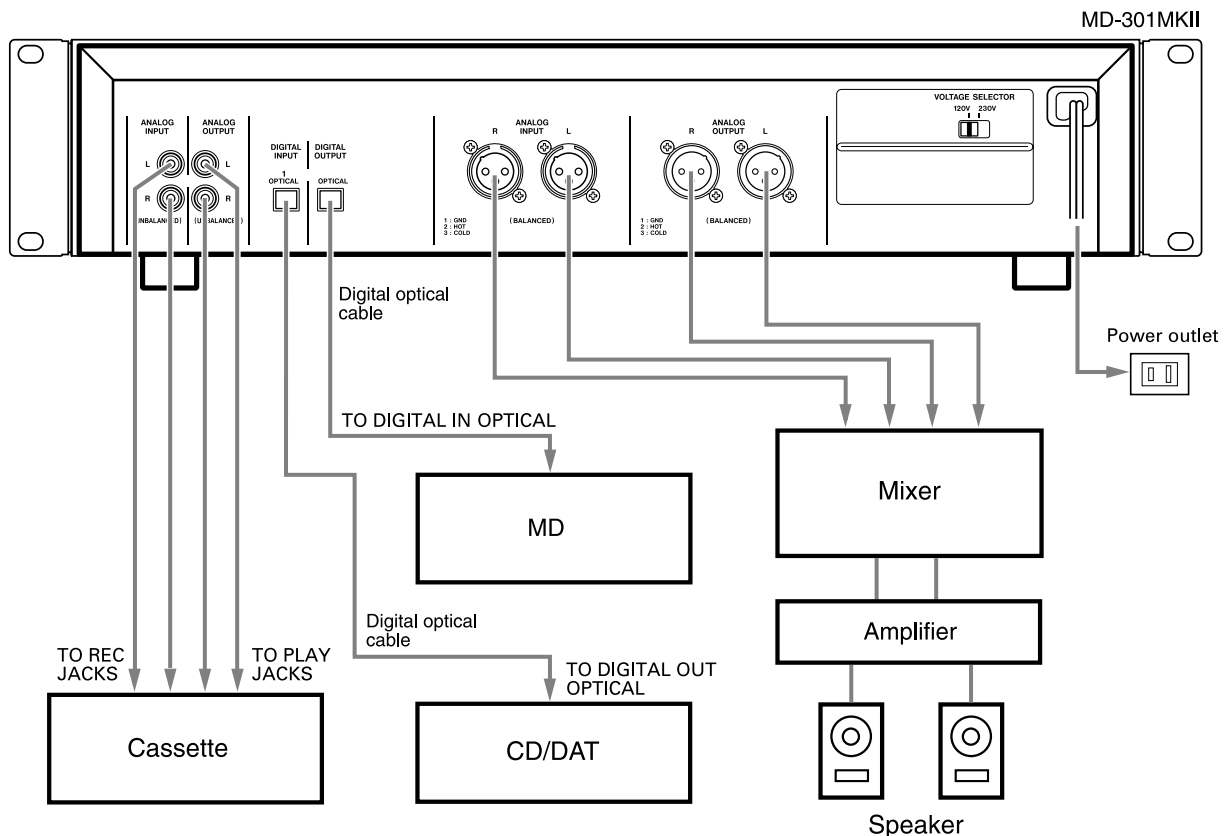 MD-301MKII
VOLTAGE SELECTOR
120V 230V
ANALOG
INPUT
ANALOG
OUTPUT
DIGITAL
INPUT
DIGITAL
OUTPUT
1
OPTICAL
OPTICAL
L
L
R
R
(UNBALANCED)
R
ANALOG
INPUT
L
1 : GND
2 : HOT
3 : COLD
(BALANCED)
R
ANALOG
OUTPUT
L
1 : GND
2 : HOT
3 : COLD
(BALANCED)
Digital optical
cable
Power outlet
TO DIGITAL IN OPTICAL
MD
Mixer
Digital optical
cable
Amplifier
TO REC
JACKS
TO PLAY
JACKS
TO DIGITAL OUT
OPTICAL
Cassette
CD/DAT
Speaker